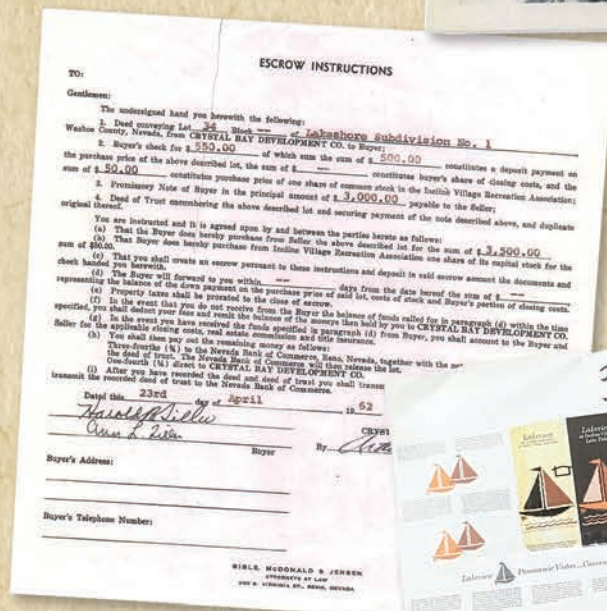 ESCROW INSTRUCTIONS
TO:
Gentlemen:
The undersigned hand you herewith the following:
1. Deed conveying Lot 34 Block -- of Lakeshore Subdivision No. 1
Washoe County, Nevada, from CRYSTAL BAY DEVELOPMENT CO. to Buyer;
2. Buyer's check for $ 550.00 of which sum the sum of $ 500.00 constitutes a deposit payment on
the purchase price of the above described lot, the sum of $ -- constitutes buyer's share of closing costs, and the
sum of $ 50.00 constitutes purchase price of one share of common stock in the Incline Village Recreation Association;
3. Promissory Note of Buyer in the principal amount of $ 3,000.00 payable to the Seller;
4. Deed of Trust encumbering the above described lot and securing payment of the note described above, and duplicate
original thereof.
You are instructed and it is agreed upon by and between the parties hereto as follows:
(a) That the Buyer does hereby purchase from Seller the above described lot for the sum of $ 3,500.00
(b) That Buyer does hereby purchase from Incline Village Recreation Association one share of its capital stock for the
sum of $50.00.
(c) That you shall create an escrow pursuant to these instructions and deposit in said escrow account the documents and
check handed you herewith.
(d) The Buyer will forward to you within -- days from the date hereof the sum of $ --
representing the balance of the down payment on the purchase price of said lot, costs of stock and Buyer's portion of closing costs.
(e) Property taxes shall be prorated to the close of escrow.
(f) In the event that you do not receive from the Buyer the balance of funds called for in paragraph (d) within the time
specified, you shall deduct your fees and remit the balance of the moneys then held by you to CRYSTAL BAY DEVELOPMENT CO.
(g) In the event you have received the funds specified in paragraph (d) from Buyer, you shall account to the Buyer and
Seller for the applicable closing costs, real estate commission and title insurance.
(h) You shall then pay out the remaining money as follows:
Three-fourths (¾) to the Nevada Bank of Commerce, Reno, Nevada, together with the
the deed of trust. The Nevada Bank of Commerce will then release the lot.
One-fourth (¼) direct to CRYSTAL BAY DEVELOPMENT CO.
(i) After you have recorded the deed and deed of trust you shall
transmit the recorded deed of trust to the Nevada Bank of Commerce.
Dated this 23rd day of April 1962
Buyer
By
Buyer's Address:
Buyer's Telephone Number:
BIBLE, McDONALD & JENSEN
ATTORNEYS AT LAW
Lakeview
Lakeview Panoramic Vistas